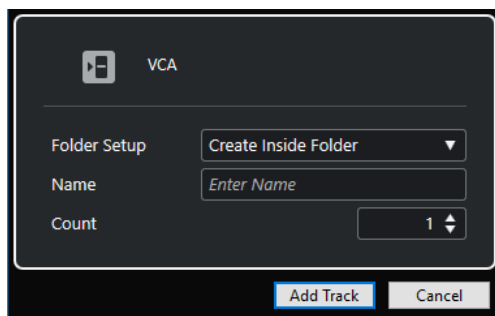 VCA
Folder Setup Create Inside Folder
Name Enter Name
Count 1
Add Track Cancel